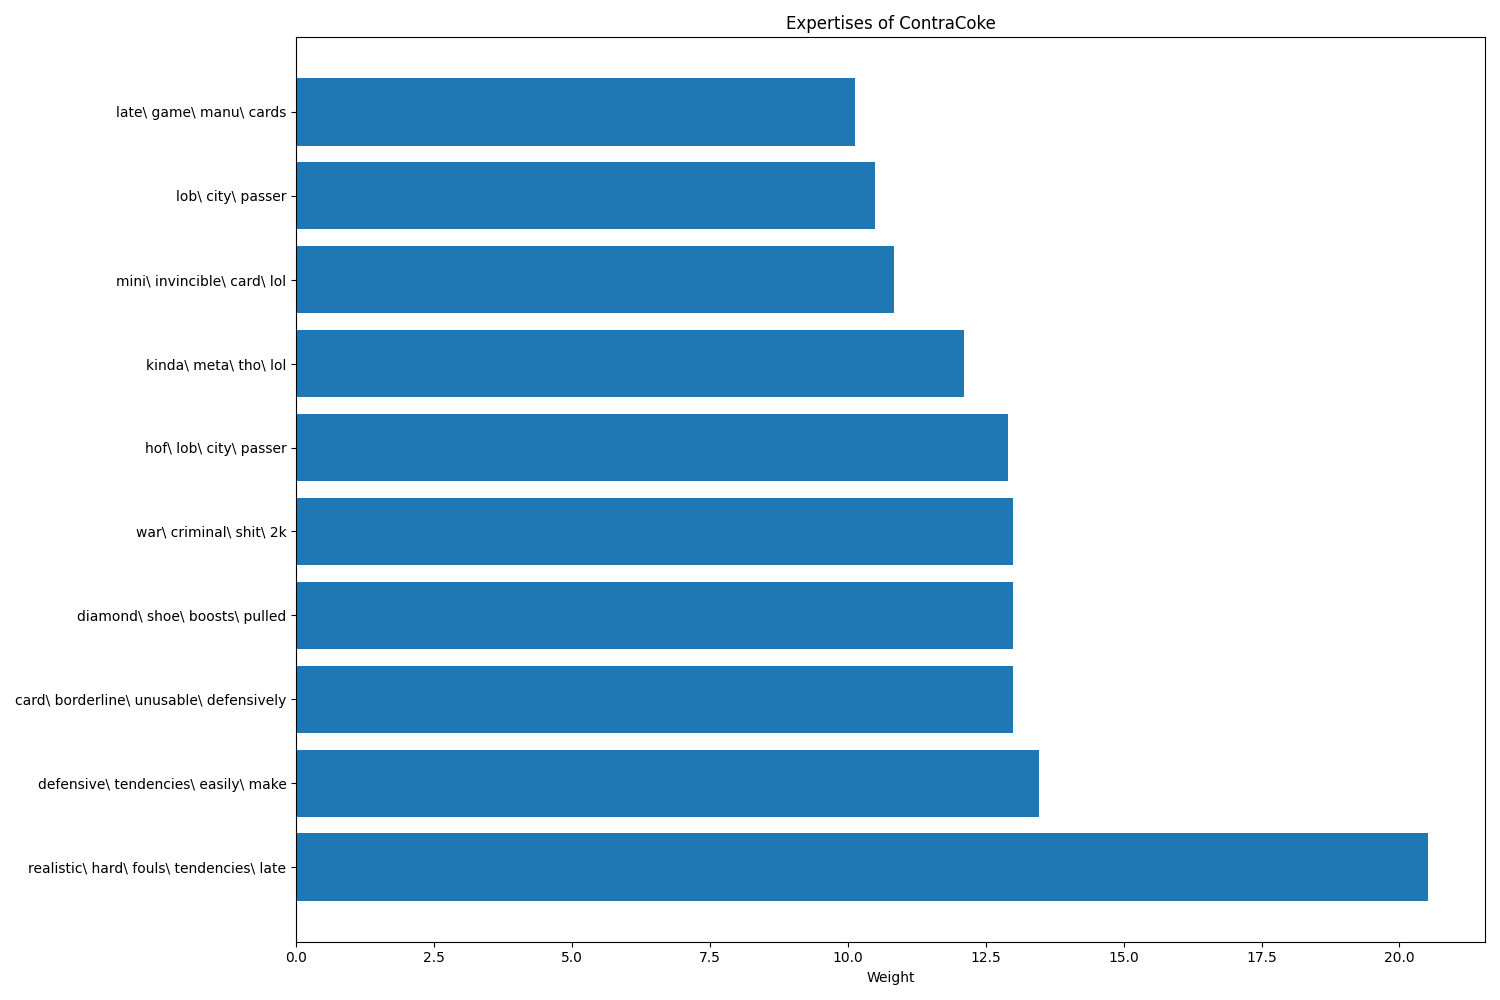 Expertises of ContraCoke
late\ game\ manu\ cards
lob\ city\ passer
mini\ invincible\ card\ lol
kinda\ meta\ tho\ lol
hof\ lob\ city\ passer
war\ criminal\ shit\ 2k
diamond\ shoe\ boosts\ pulled
card\ borderline\ unusable\ defensively
defensive\ tendencies\ easily\ make
realistic\ hard\ fouls\ tendencies\ late
0.0 2.5 5.0 7.5 10.0 12.5 15.0 17.5 20.0
Weight